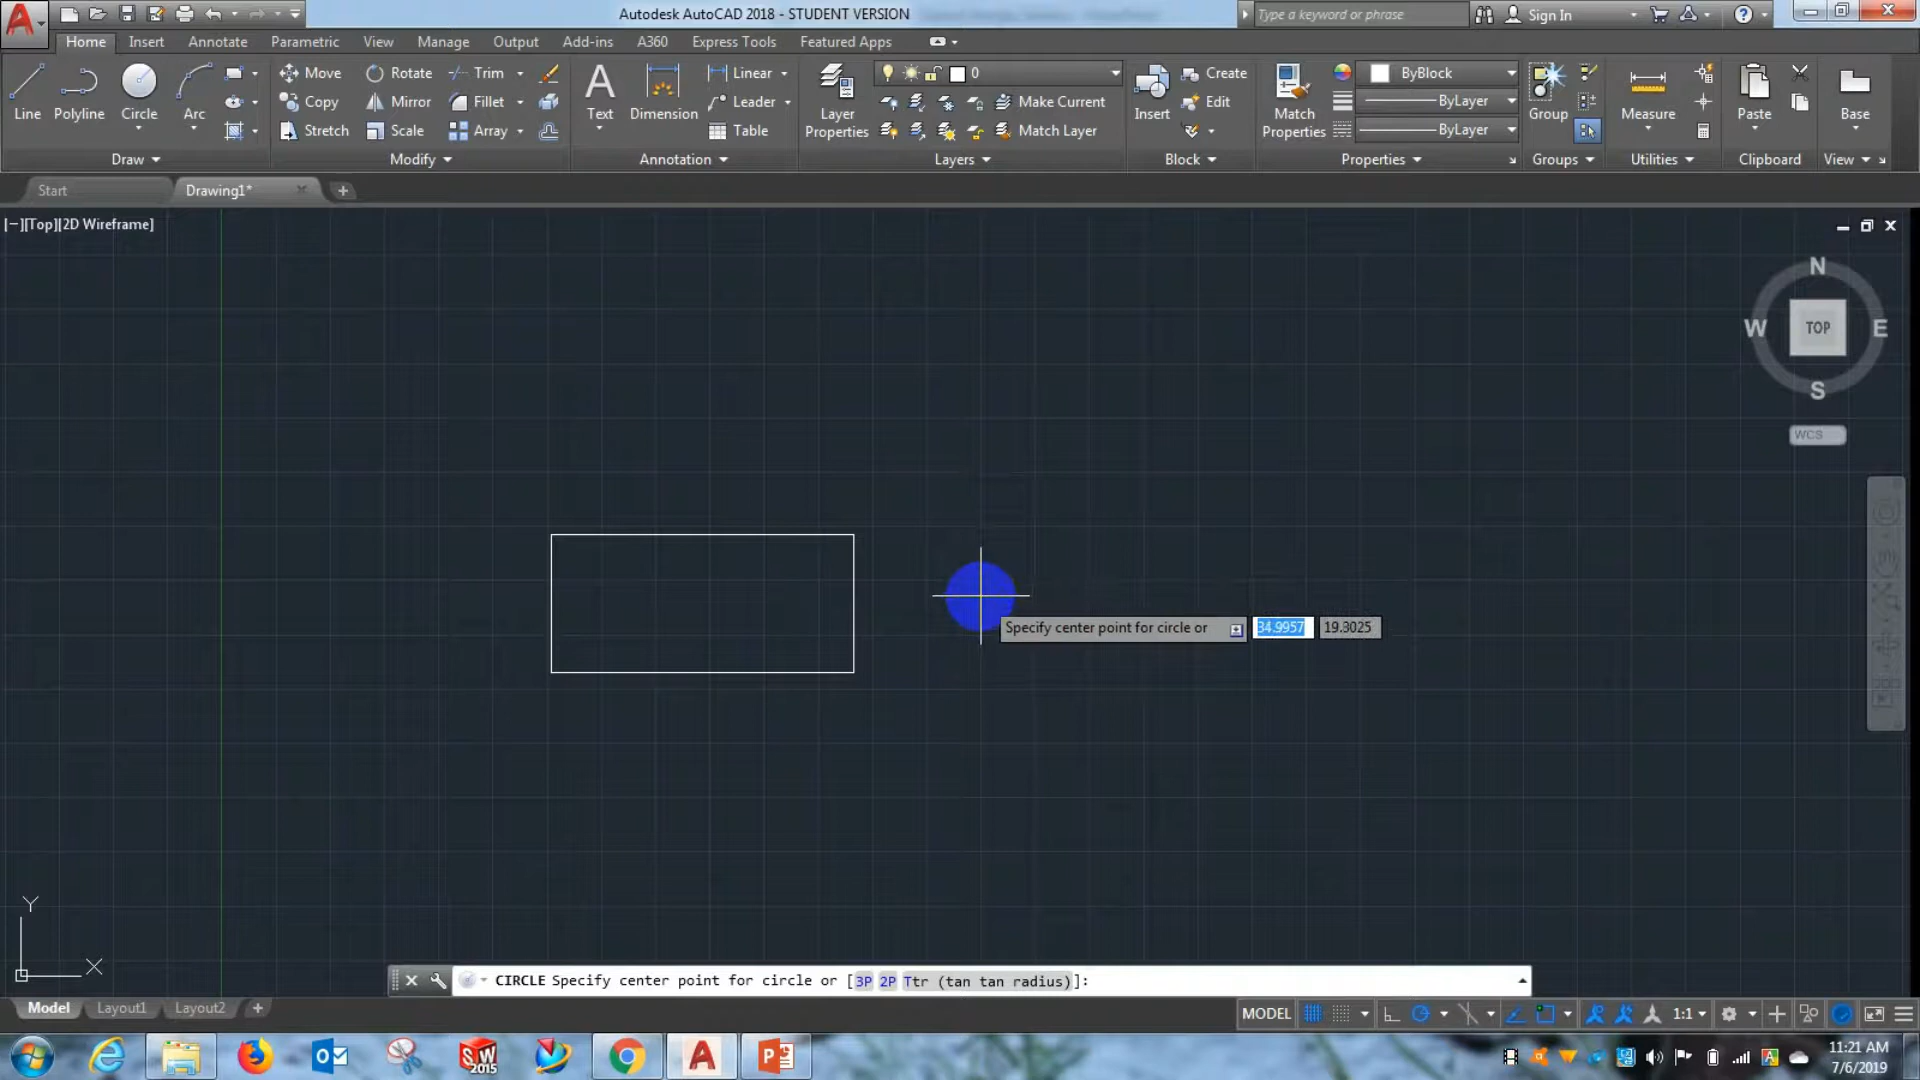 Autodesk AutoCAD 2018 - STUDENT VERSION
Type a keyword or phrase
Sign In
Home Insert Annotate Parametric View Manage Output Add-ins A360 Express Tools Featured Apps
Line Polyline Circle Arc
Draw
Move Rotate Trim
Copy Mirror Fillet
Stretch Scale Array
Modify
Text Dimension
Linear
Leader
Table
Annotation
Layer Properties
0
Make Current
Match Layer
Layers
Insert
Create
Edit
Block
Match Properties
ByBlock
ByLayer
ByLayer
Properties
Group
Groups
Measure
Utilities
Paste
Clipboard
Base
View
Start Drawing1*
[−][Top][2D Wireframe]
N
W TOP E
S
WCS
Specify center point for circle or 34.9957 19.3025
Y
X
CIRCLE Specify center point for circle or [3P 2P Ttr (tan tan radius)]:
Model Layout1 Layout2
MODEL 1:1
SW 2015
11:21 AM
7/6/2019